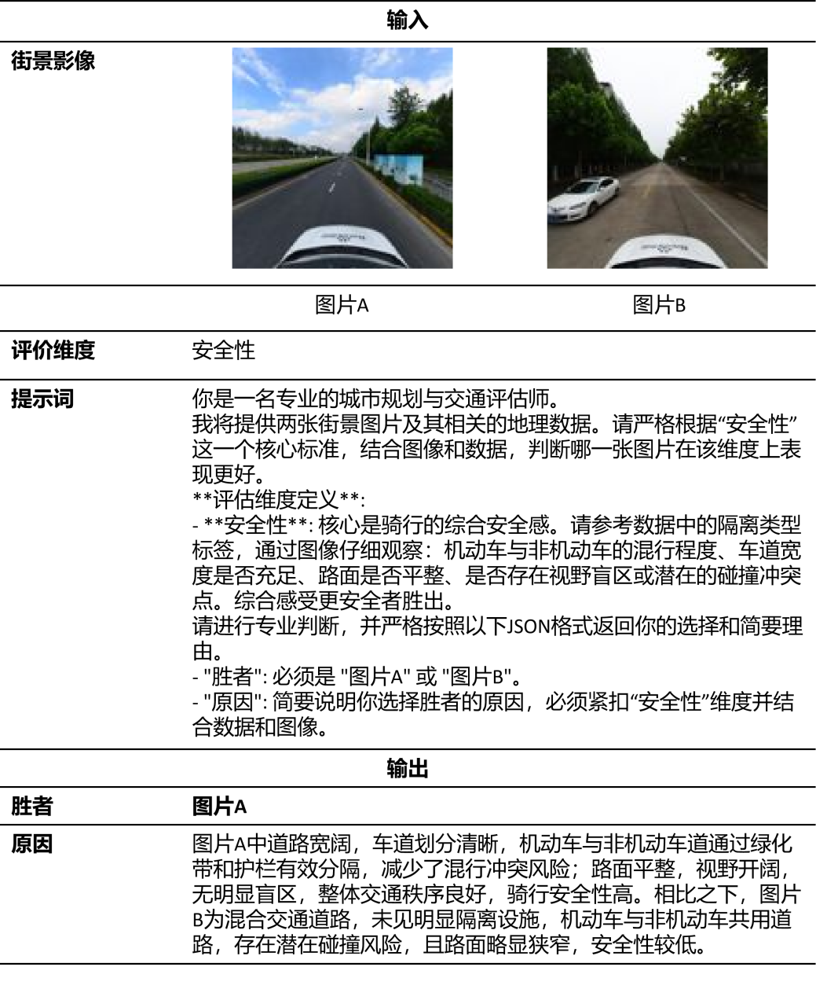 输入
街景影像
图片A
图片B
评价维度
安全性
提示词
你是一名专业的城市规划与交通评估师。
我将提供两张街景图片及其相关的地理数据。请严格根据“安全性”
这一个核心标准，结合图像和数据，判断哪一张图片在该维度上表
现更好。
**评估维度定义**:
- **安全性**: 核心是骑行的综合安全感。请参考数据中的隔离类型
标签，通过图像仔细观察：机动车与非机动车的混行程度、车道宽
度是否充足、路面是否平整、是否存在视野盲区或潜在的碰撞冲突
点。综合感受更安全者胜出。
请进行专业判断，并严格按照以下JSON格式返回你的选择和简要理
由。
- "胜者": 必须是 "图片A" 或 "图片B"。
- "原因": 简要说明你选择胜者的原因，必须紧扣“安全性”维度并结
合数据和图像。
输出
胜者
图片A
原因
图片A中道路宽阔，车道划分清晰，机动车与非机动车道通过绿化
带和护栏有效分隔，减少了混行冲突风险；路面平整，视野开阔，
无明显盲区，整体交通秩序良好，骑行安全性高。相比之下，图片
B为混合交通道路，未见明显隔离设施，机动车与非机动车共用道
路，存在潜在碰撞风险，且路面略显狭窄，安全性较低。